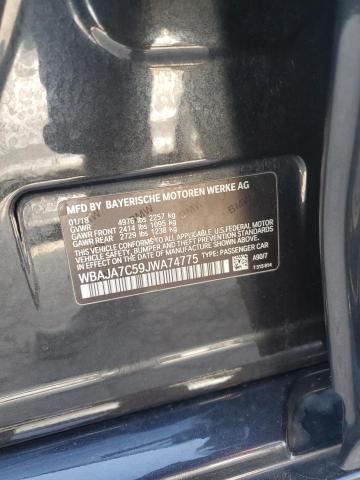 MFD BY BAYERISCHE MOTOREN WERKE AG
01/18
GVWR 4976 lbs 2257 kg
GAWR FRONT 2414 lbs 1095 kg
GAWR REAR 2729 lbs 1238 kg
THIS VEHICLE CONFORMS TO ALL APPLICABLE
U.S. FEDERAL MOTOR VEHICLE SAFETY, BUMPER
AND THEFT PREVENTION STANDARDS IN EFFECT ON
THE DATE OF MANUFACTURE SHOWN ABOVE.
WBAJA7C59JWA74775 TYPE: PASSENGER CAR
A90/7